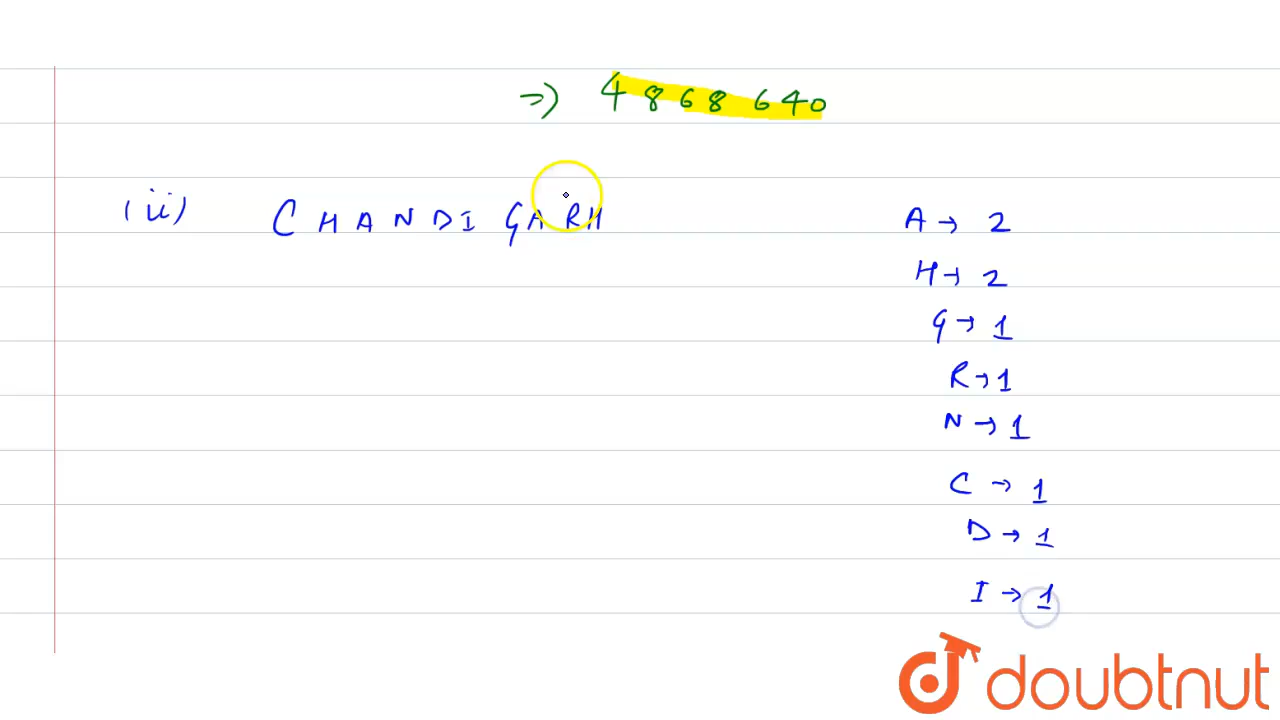 => 4868640
(ii) CHANDIGARH
A → 2
H → 2
G → 1
R → 1
N → 1
C → 1
D → 1
I → 1
doubtnut